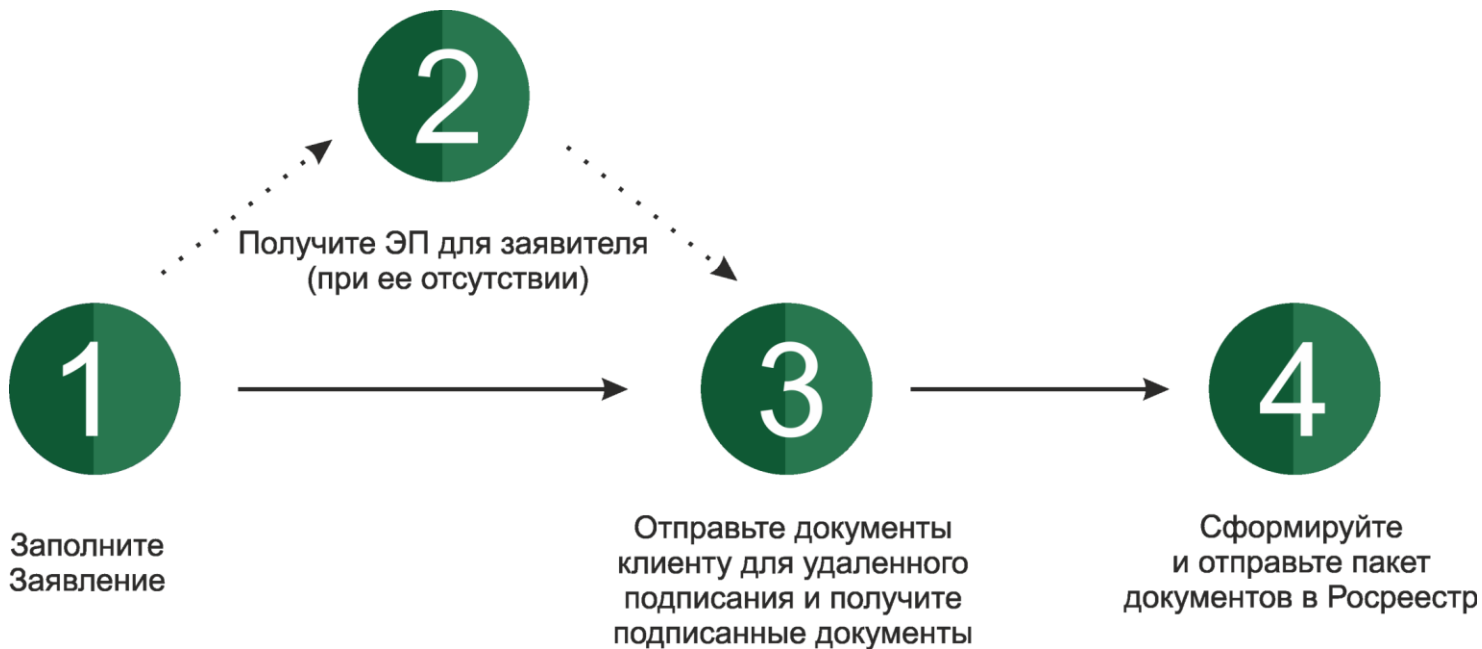 2
Получите ЭП для заявителя
(при ее отсутствии)
1
Заполните
Заявление
3
Отправьте документы
клиенту для удаленного
подписания и получите
подписанные документы
4
Сформируйте
и отправьте пакет
документов в Росреестр